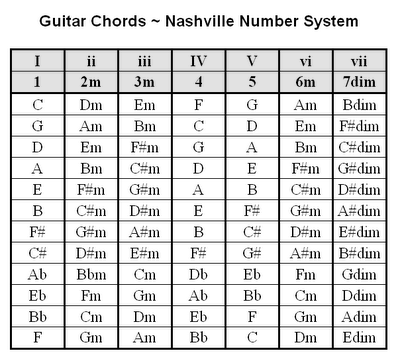 Guitar Chords ~ Nashville Number System
I ii iii IV V vi vii
1 2m 3m 4 5 6m 7dim
C Dm Em F G Am Bdim
G Am Bm C D Em F#dim
D Em F#m G A Bm C#dim
A Bm C#m D E F#m G#dim
E F#m G#m A B C#m D#dim
B C#m D#m E F# G#m A#dim
F# G#m A#m B C# D#m E#dim
C# D#m E#m F# G# A#m B#dim
Ab Bbm Cm Db Eb Fm Gdim
Eb Fm Gm Ab Bb Cm Ddim
Bb Cm Dm Eb F Gm Adim
F Gm Am Bb C Dm Edim